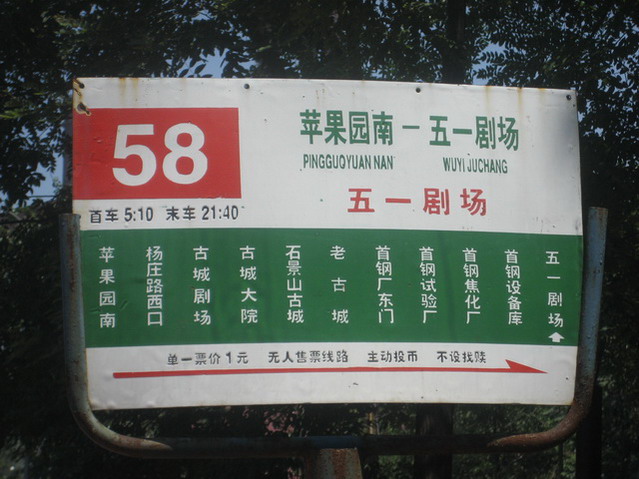 58
苹果园南－五一剧场
PINGGUOYUAN NAN WUYI JUCHANG
五一剧场
首车 5:10 末车 21:40
苹果园南
杨庄路西口
古城剧场
古城大院
石景山古城
老古城
首钢厂东门
首钢试验厂
首钢焦化厂
首钢设备库
五一剧场
单一票价1元 无人售票线路 主动投币 不设找赎